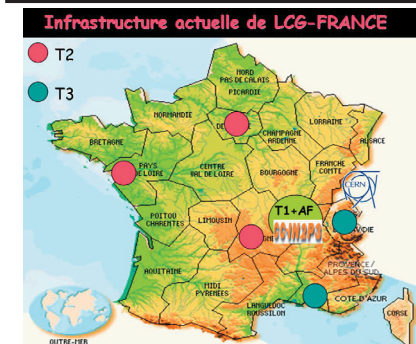 Infrastructure actuelle de LCG-FRANCE
T2
T3
NORD
PAS DE CALAIS
PICARDIE
NORMANDIE
LORRAINE
ALSACE
CHAMPAGNE
ARDENNE
BRETAGNE
PAYS
DE LOIRE
CENTRE
VAL DE LOIRE
BOURGOGNE
FRANCHE
COMTE
CERN
POITOU
CHARENTES
LIMOUSIN
T1+AF
CCIN2P3
PROVENCE/
ALPES DU SUD
AQUITAINE
MIDI
PYRENEES
LANGUEDOC
ROUSSILON
COTE D'AZUR
CORSE
OUTRE-MER